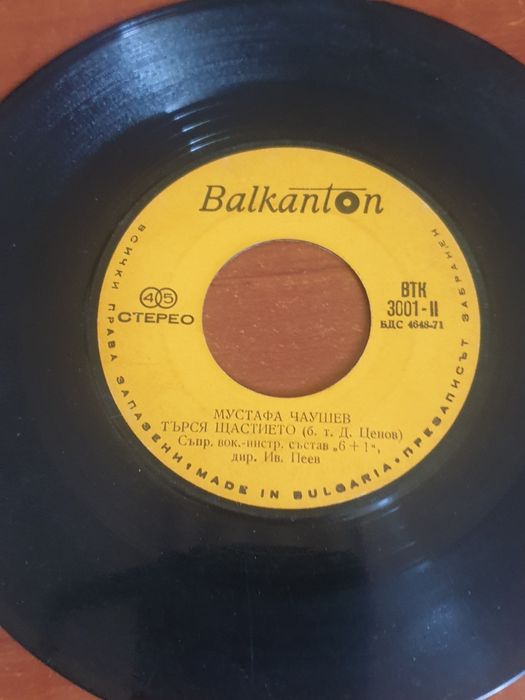 Balkanton
45
СТЕРЕО
ВТК
3001-II
БДС 4648-71
МУСТАФА ЧАУШЕВ
ТЪРСЯ ЩАСТИЕТО (б. т. Д. Ценов)
Съпр. вок.-инстр. състав „6 + 1“,
дир. Ив. Пеев
ВСИЧКИ ПРАВА ЗАПАЗЕНИ • MADE IN BULGARIA • ПРЕЗАПИСЪТ ЗАБРАНЕН